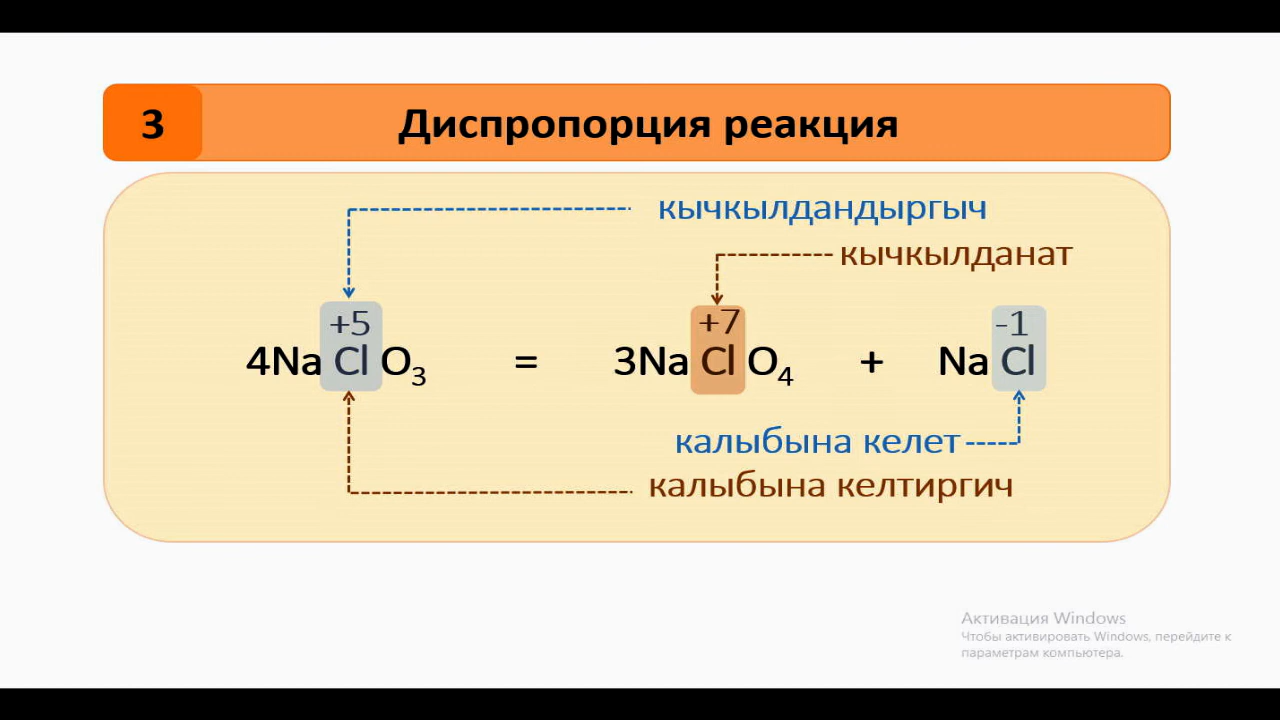 3 Диспропорция реакция
кычкылдандыргыч
кычкылданат
+5 +7 -1
4NaClO₃ = 3NaClO₄ + NaCl
калыбына келет
калыбына келтиргич
Активация Windows
Чтобы активировать Windows, перейдите к
параметрам компьютера.